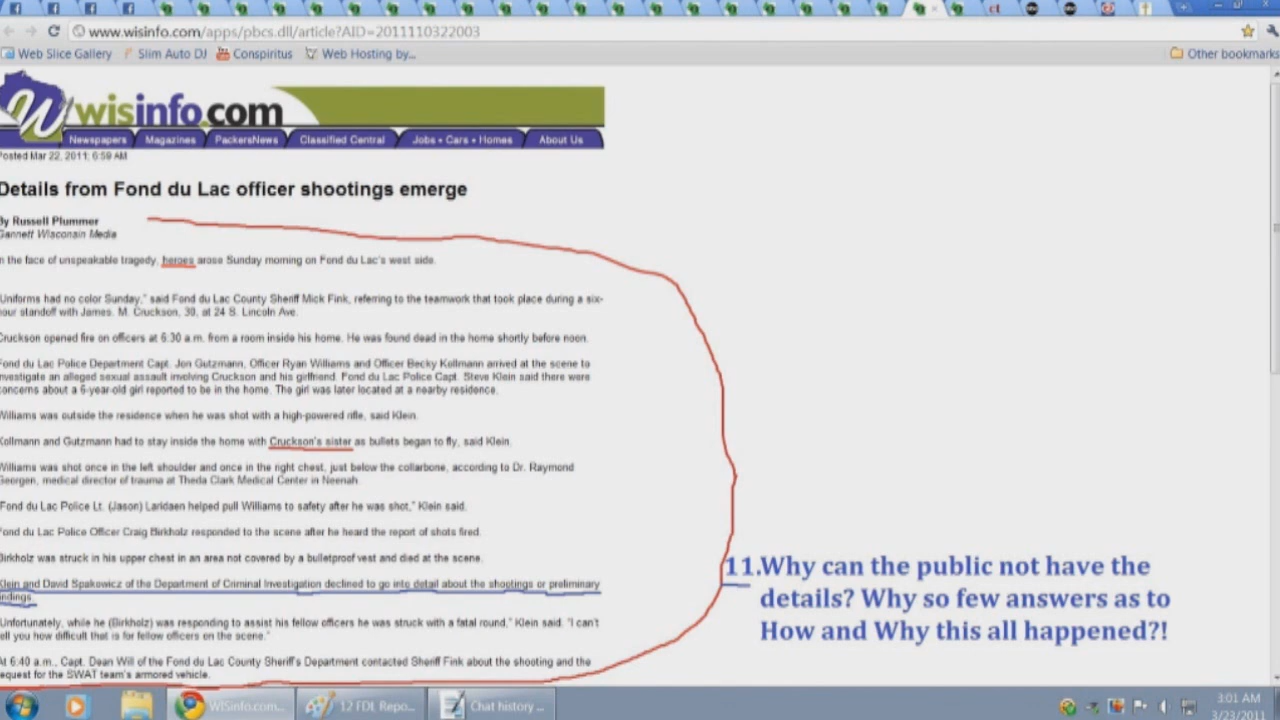 www.wisinfo.com/apps/pbcs.dll/article?AID=2011110322003
Web Slice Gallery Slim Auto DJ Conspiritus Web Hosting by... Other bookmarks
W wisinfo.com
Newspapers Magazines PackersNews Classified Central Jobs • Cars • Homes About Us
Posted Mar 22, 2011; 6:59 AM
Details from Fond du Lac officer shootings emerge
By Russell Plummer
Gannett Wisconsin Media
n the face of unspeakable tragedy, heroes arose Sunday morning on Fond du Lac's west side.
"Uniforms had no color Sunday," said Fond du Lac County Sheriff Mick Fink, referring to the teamwork that took place during a six-
hour standoff with James. M. Cruckson, 30, at 24 S. Lincoln Ave.
Cruckson opened fire on officers at 6:30 a.m. from a room inside his home. He was found dead in the home shortly before noon.
Fond du Lac Police Department Capt. Jon Gutzmann, Officer Ryan Williams and Officer Becky Kollmann arrived at the scene to
investigate an alleged sexual assault involving Cruckson and his girlfriend. Fond du Lac Police Capt. Steve Klein said there were
concerns about a 6-year-old girl reported to be in the home. The girl was later located at a nearby residence.
Williams was outside the residence when he was shot with a high-powered rifle, said Klein.
Kollmann and Gutzmann had to stay inside the home with Cruckson's sister as bullets began to fly, said Klein.
Williams was shot once in the left shoulder and once in the right chest, just below the collarbone, according to Dr. Raymond
Georgen, medical director of trauma at Theda Clark Medical Center in Neenah.
"Fond du Lac Police Lt. (Jason) Laridaen helped pull Williams to safety after he was shot," Klein said.
Fond du Lac Police Officer Craig Birkholz responded to the scene after he heard the report of shots fired.
Birkholz was struck in his upper chest in an area not covered by a bulletproof vest and died at the scene.
Klein and David Spakowicz of the Department of Criminal Investigation declined to go into detail about the shootings or preliminary
findings.
"Unfortunately, while he (Birkholz) was responding to assist his fellow officers he was struck with a fatal round," Klein said. "I can't
tell you how difficult that is for fellow officers on the scene."
At 6:40 a.m., Capt. Dean Will of the Fond du Lac County Sheriff's Department contacted Sheriff Fink about the shooting and the
request for the SWAT team's armored vehicle.
11. Why can the public not have the
details? Why so few answers as to
How and Why this all happened?!
WISinfo.com... 12 FDL Repo... Chat history ... 3:01 AM
3/23/2011